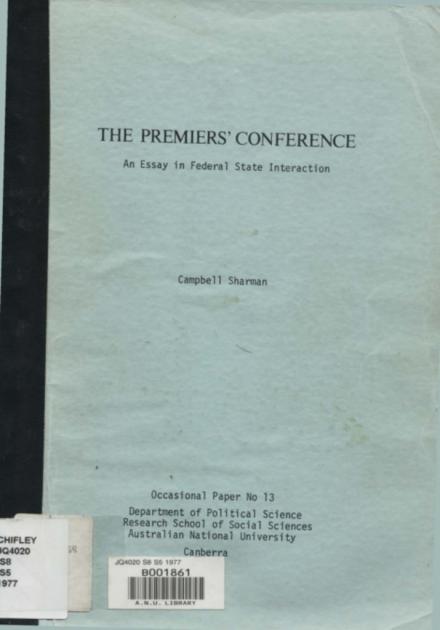 THE PREMIERS' CONFERENCE
An Essay in Federal State Interaction
Campbell Sharman
Occasional Paper No 13
Department of Political Science
Research School of Social Sciences
Australian National University
Canberra
CHIFLEY
JQ4020
S8
S5
1977
JQ4020 S8 S5 1977
B001861
A.N.U. LIBRARY